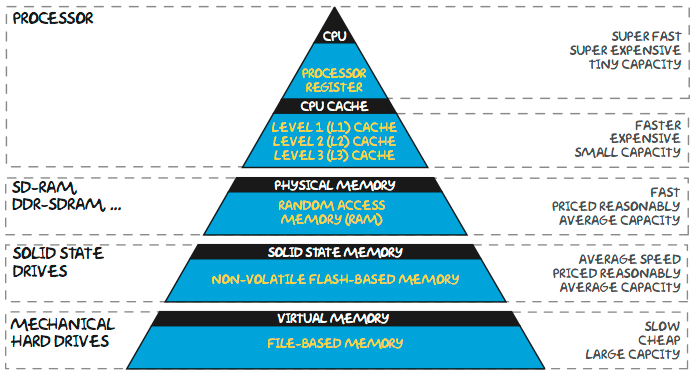 PROCESSOR
CPU
SUPER FAST
SUPER EXPENSIVE
TINY CAPACITY
PROCESSOR
REGISTER
CPU CACHE
LEVEL 1 (L1) CACHE
LEVEL 2 (L2) CACHE
LEVEL 3 (L3) CACHE
FASTER
EXPENSIVE
SMALL CAPACITY
SD-RAM,
DDR-SDRAM, ...
PHYSICAL MEMORY
RANDOM ACCESS
MEMORY (RAM)
FAST
PRICED REASONABLY
AVERAGE CAPACITY
SOLID STATE
DRIVES
SOLID STATE MEMORY
NON-VOLATILE FLASH-BASED MEMORY
AVERAGE SPEED
PRICED REASONABLY
AVERAGE CAPACITY
MECHANICAL
HARD DRIVES
VIRTUAL MEMORY
FILE-BASED MEMORY
SLOW
CHEAP
LARGE CAPCITY